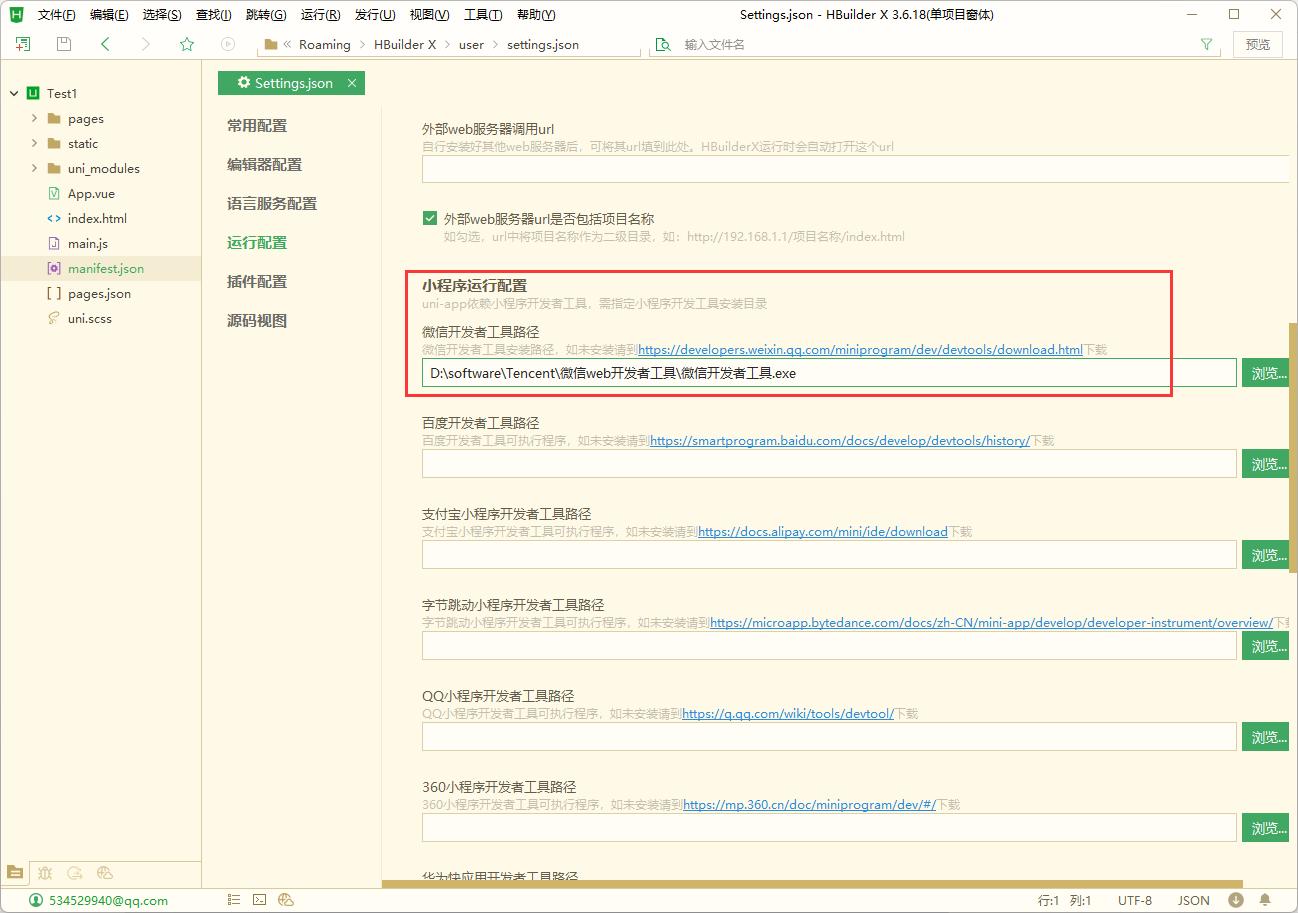 文件(F) 编辑(E) 选择(S) 查找(I) 跳转(G) 运行(R) 发行(U) 视图(V) 工具(T) 帮助(Y) Settings.json - HBuilder X 3.6.18(单项目窗体)
« Roaming > HBuilder X > user > settings.json 输入文件名 预览
Test1
pages
static
uni_modules
App.vue
index.html
main.js
manifest.json
pages.json
uni.scss
Settings.json
常用配置
编辑器配置
语言服务配置
运行配置
插件配置
源码视图
外部web服务器调用url
自行安装好其他web服务器后，可将其url填到此处。HBuilderX运行时会自动打开这个url
外部web服务器url是否包括项目名称
如勾选，url中将项目名称作为二级目录，如：http://192.168.1.1/项目名称/index.html
小程序运行配置
uni-app依赖小程序开发者工具，需指定小程序开发工具安装目录
微信开发者工具路径
微信开发者工具安装路径，如未安装请到https://developers.weixin.qq.com/miniprogram/dev/devtools/download.html下载
D:\software\Tencent\微信web开发者工具\微信开发者工具.exe 浏览...
百度开发者工具路径
百度开发者工具可执行程序，如未安装请到https://smartprogram.baidu.com/docs/develop/devtools/history/下载
浏览...
支付宝小程序开发者工具路径
支付宝小程序开发者工具可执行程序，如未安装请到https://docs.alipay.com/mini/ide/download下载
浏览...
字节跳动小程序开发者工具路径
字节跳动小程序开发者工具可执行程序，如未安装请到https://microapp.bytedance.com/docs/zh-CN/mini-app/develop/developer-instrument/overview/下
浏览...
QQ小程序开发者工具路径
QQ小程序开发者工具可执行程序，如未安装请到https://q.qq.com/wiki/tools/devtool/下载
浏览...
360小程序开发者工具路径
360小程序开发者工具可执行程序，如未安装请到https://mp.360.cn/doc/miniprogram/dev/#/下载
浏览...
华为快应用开发者工具路径
534529940@qq.com 行:1 列:1 UTF-8 JSON